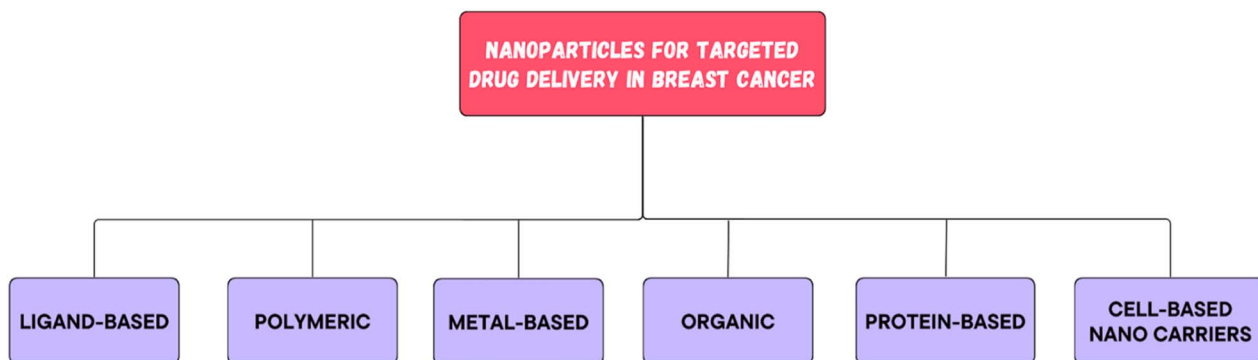 NANOPARTICLES FOR TARGETED
DRUG DELIVERY IN BREAST CANCER
LIGAND-BASED
POLYMERIC
METAL-BASED
ORGANIC
PROTEIN-BASED
CELL-BASED
NANO CARRIERS